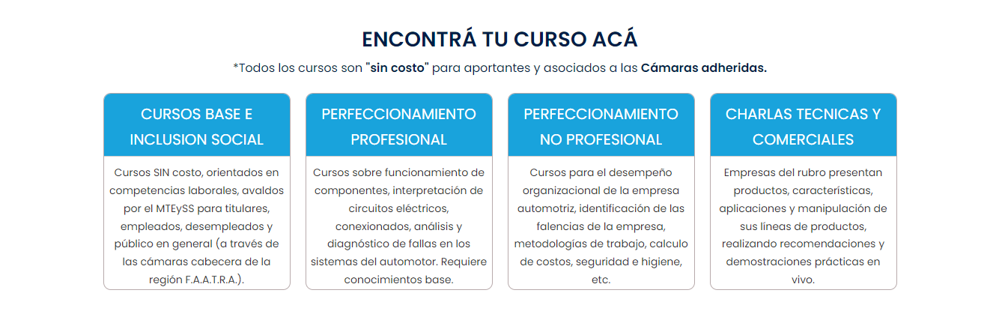 ENCONTRÁ TU CURSO ACÁ
*Todos los cursos son "sin costo" para aportantes y asociados a las Cámaras adheridas.
CURSOS BASE E
INCLUSION SOCIAL
Cursos SIN costo, orientados en
competencias laborales, avaldos
por el MTEySS para titulares,
empleados, desempleados y
público en general (a través de
las cámaras cabecera de la
región F.A.A.T.R.A.).
PERFECCIONAMIENTO
PROFESIONAL
Cursos sobre funcionamiento de
componentes, interpretación de
circuitos eléctricos,
conexionados, análisis y
diagnóstico de fallas en los
sistemas del automotor. Requiere
conocimientos base.
PERFECCIONAMIENTO
NO PROFESIONAL
Cursos para el desempeño
organizacional de la empresa
automotriz, identificación de las
falencias de la empresa,
metodologías de trabajo, calculo
de costos, seguridad e higiene,
etc.
CHARLAS TECNICAS Y
COMERCIALES
Empresas del rubro presentan
productos, características,
aplicaciones y manipulación de
sus líneas de productos,
realizando recomendaciones y
demostraciones prácticas en
vivo.